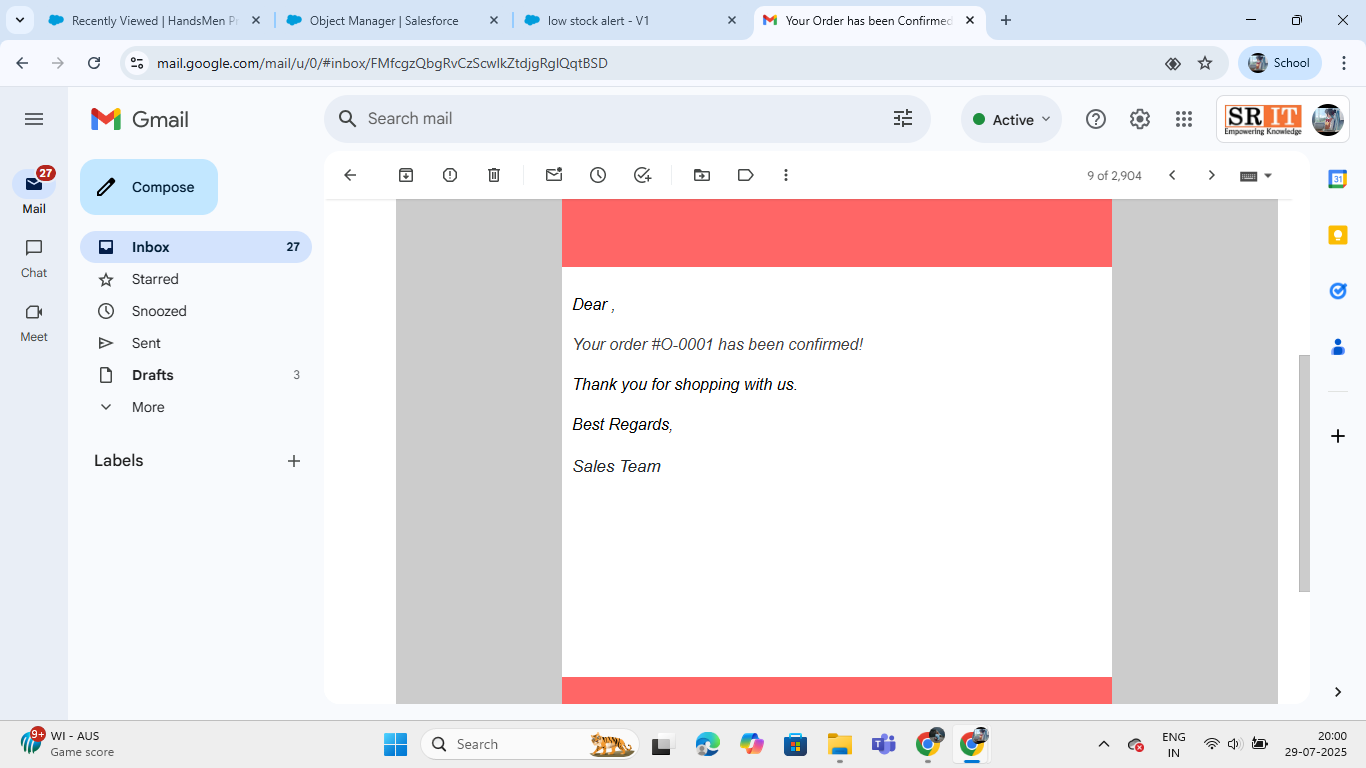 Recently Viewed | HandsMen Pr
Object Manager | Salesforce
low stock alert - V1
Your Order has been Confirmed
mail.google.com/mail/u/0/#inbox/FMfcgzQbgRvCzScwlkZtdjgRglQqtBSD
School
Gmail
Search mail
Active
SRIT
Empowering Knowledge
27
Mail
Chat
Meet
Compose
Inbox 27
Starred
Snoozed
Sent
Drafts 3
More
Labels
9 of 2,904
31
Dear ,
Your order #O-0001 has been confirmed!
Thank you for shopping with us.
Best Regards,
Sales Team
9+
WI - AUS
Game score
Search
ENG
IN
20:00
29-07-2025